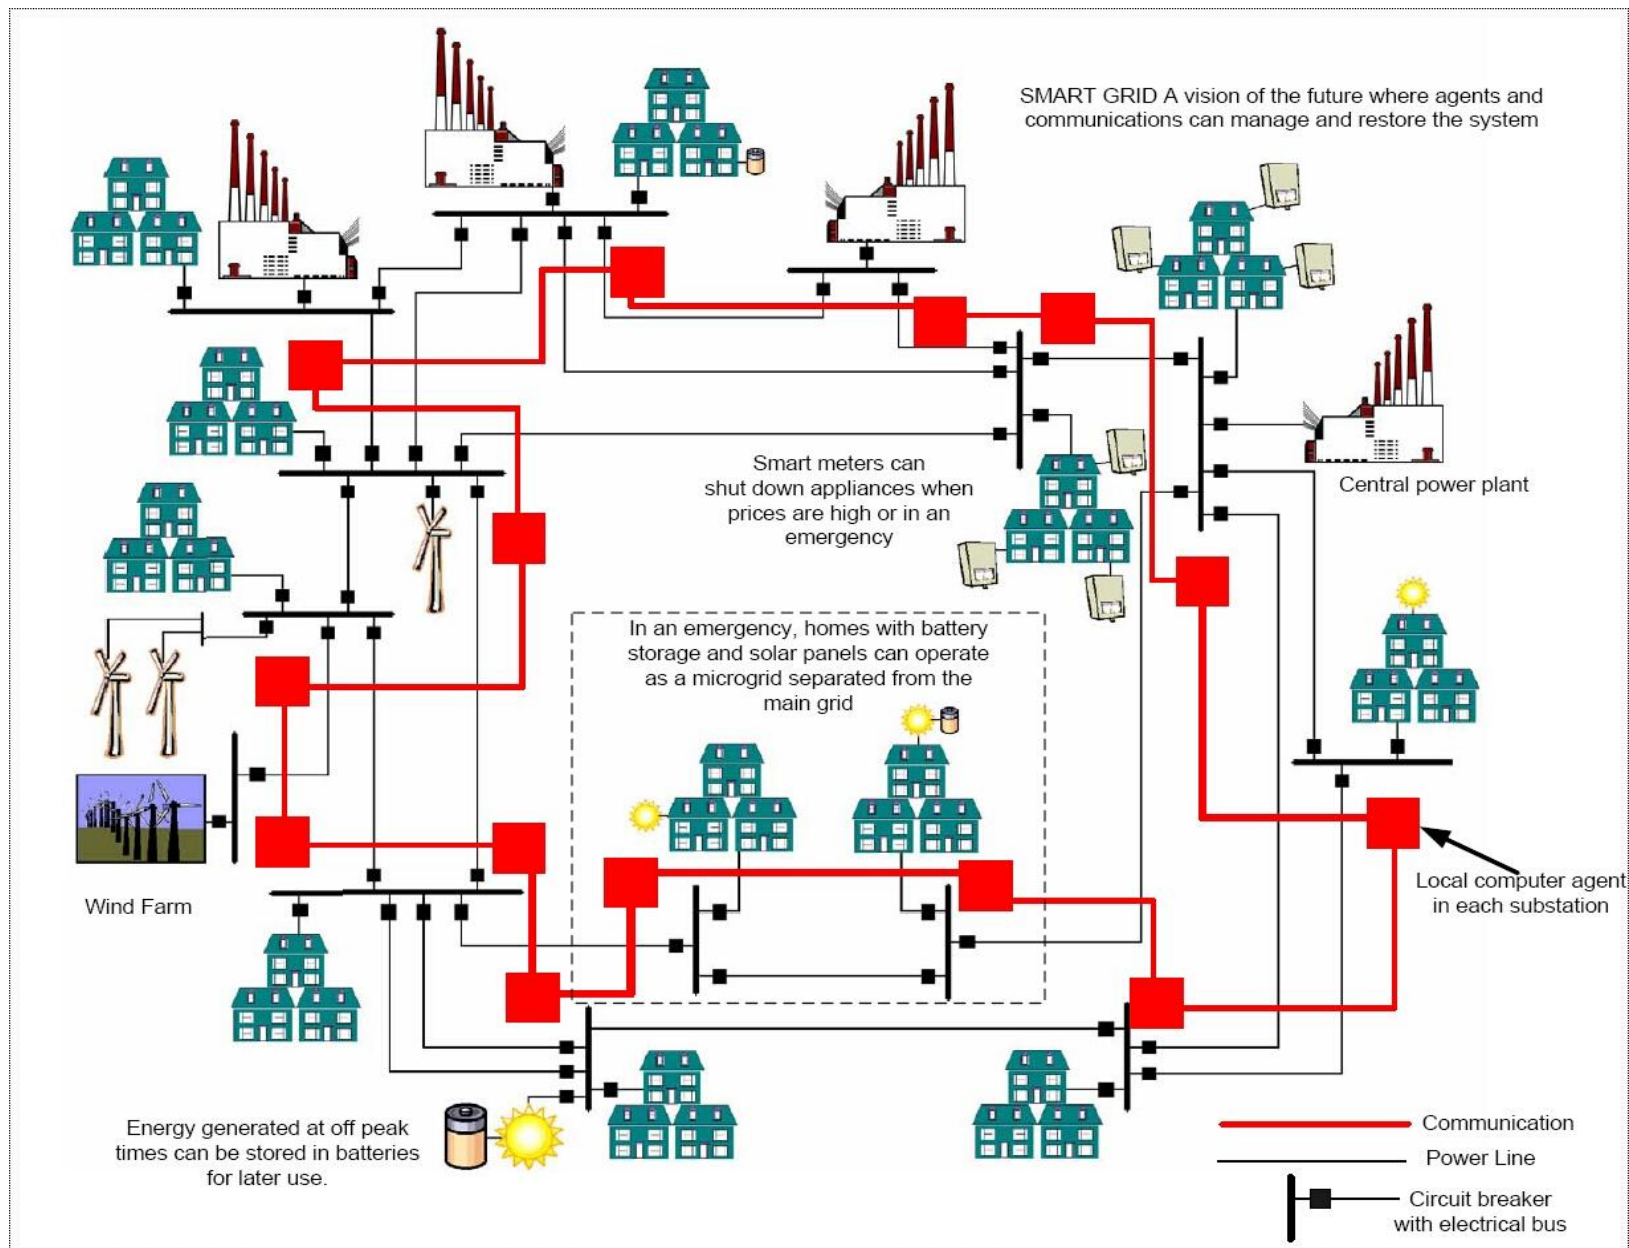 SMART GRID A vision of the future where agents and
communications can manage and restore the system
Smart meters can
shut down appliances when
prices are high or in an
emergency
Central power plant
In an emergency, homes with battery
storage and solar panels can operate
as a microgrid separated from the
main grid
Wind Farm
Local computer agent
in each substation
Energy generated at off peak
times can be stored in batteries
for later use.
Communication
Power Line
Circuit breaker
with electrical bus